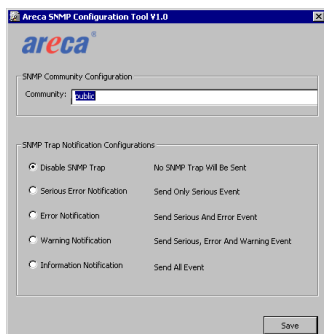 Areca SNMP Configuration Tool V1.0
areca®
SNMP Community Configuration
Community: public
SNMP Trap Notification Configurations
Disable SNMP Trap No SNMP Trap Will Be Sent
Serious Error Notification Send Only Serious Event
Error Notification Send Serious And Error Event
Warning Notification Send Serious, Error And Warning Event
Information Notification Send All Event
Save